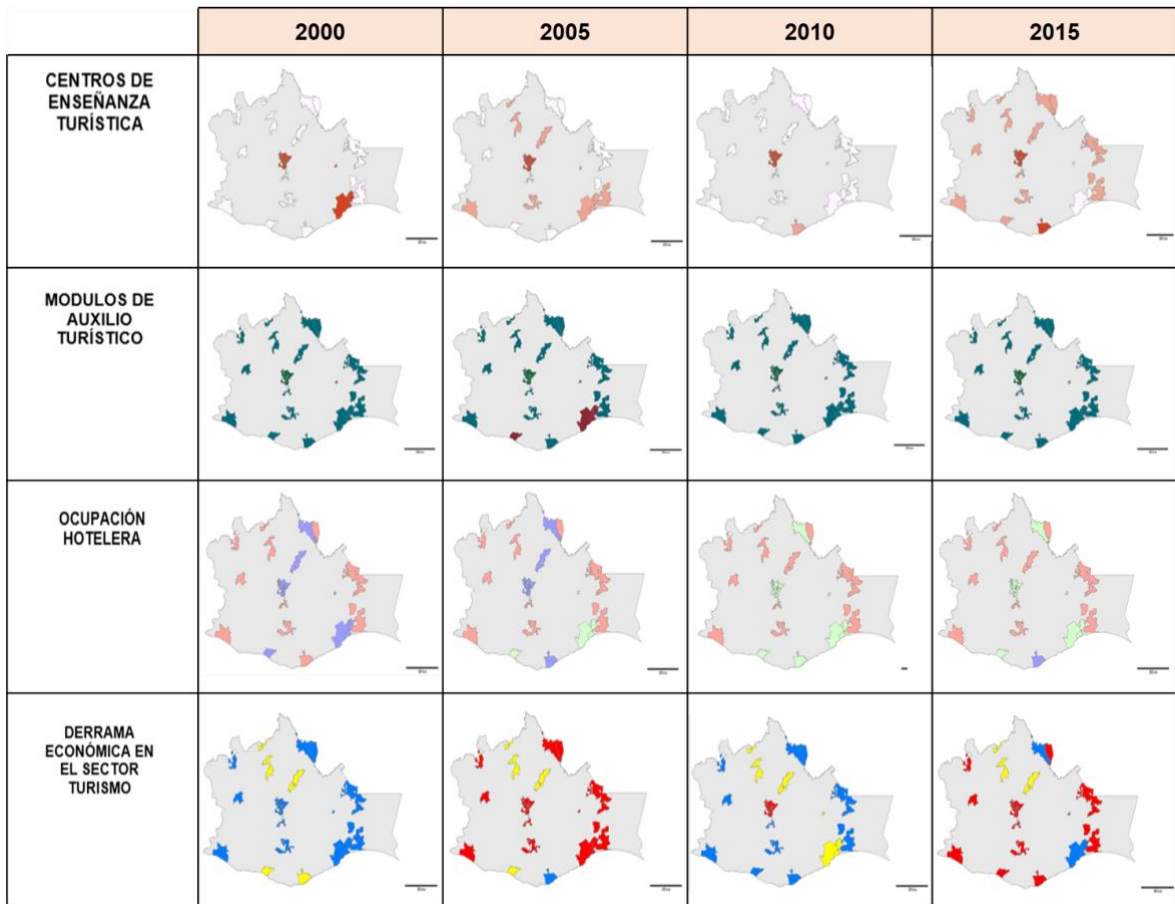 2000 2005 2010 2015
CENTROS DE
ENSEÑANZA
TURÍSTICA
MODULOS DE
AUXILIO
TURÍSTICO
OCUPACIÓN
HOTELERA
DERRAMA
ECONÓMICA EN
EL SECTOR
TURISMO